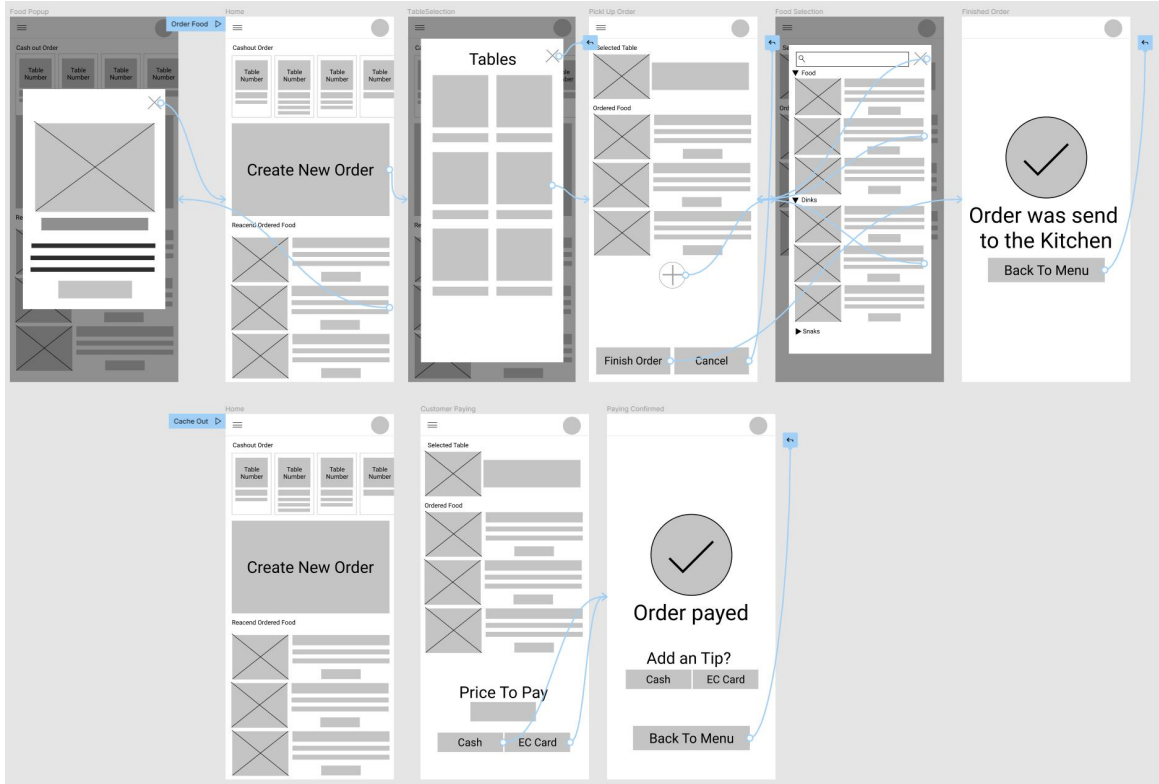 Food Popup
Cash out Order
Table Number
Table Number
Table Number
Table Number
Order Food
Home
Cashout Order
Table Number
Table Number
Table Number
Table Number
Create New Order
Reacend Ordered Food
TableSelection
Tables
PickI Up Order
Selected Table
Ordered Food
Finish Order
Cancel
Food Selection
Food
Dinks
Snaks
Finished Order
Order was send
to the Kitchen
Back To Menu
Cache Out
Home
Cashout Order
Table Number
Table Number
Table Number
Table Number
Create New Order
Reacend Ordered Food
Customer Paying
Selected Table
Ordered Food
Price To Pay
Cash
EC Card
Paying Confirmed
Order payed
Add an Tip?
Cash
EC Card
Back To Menu